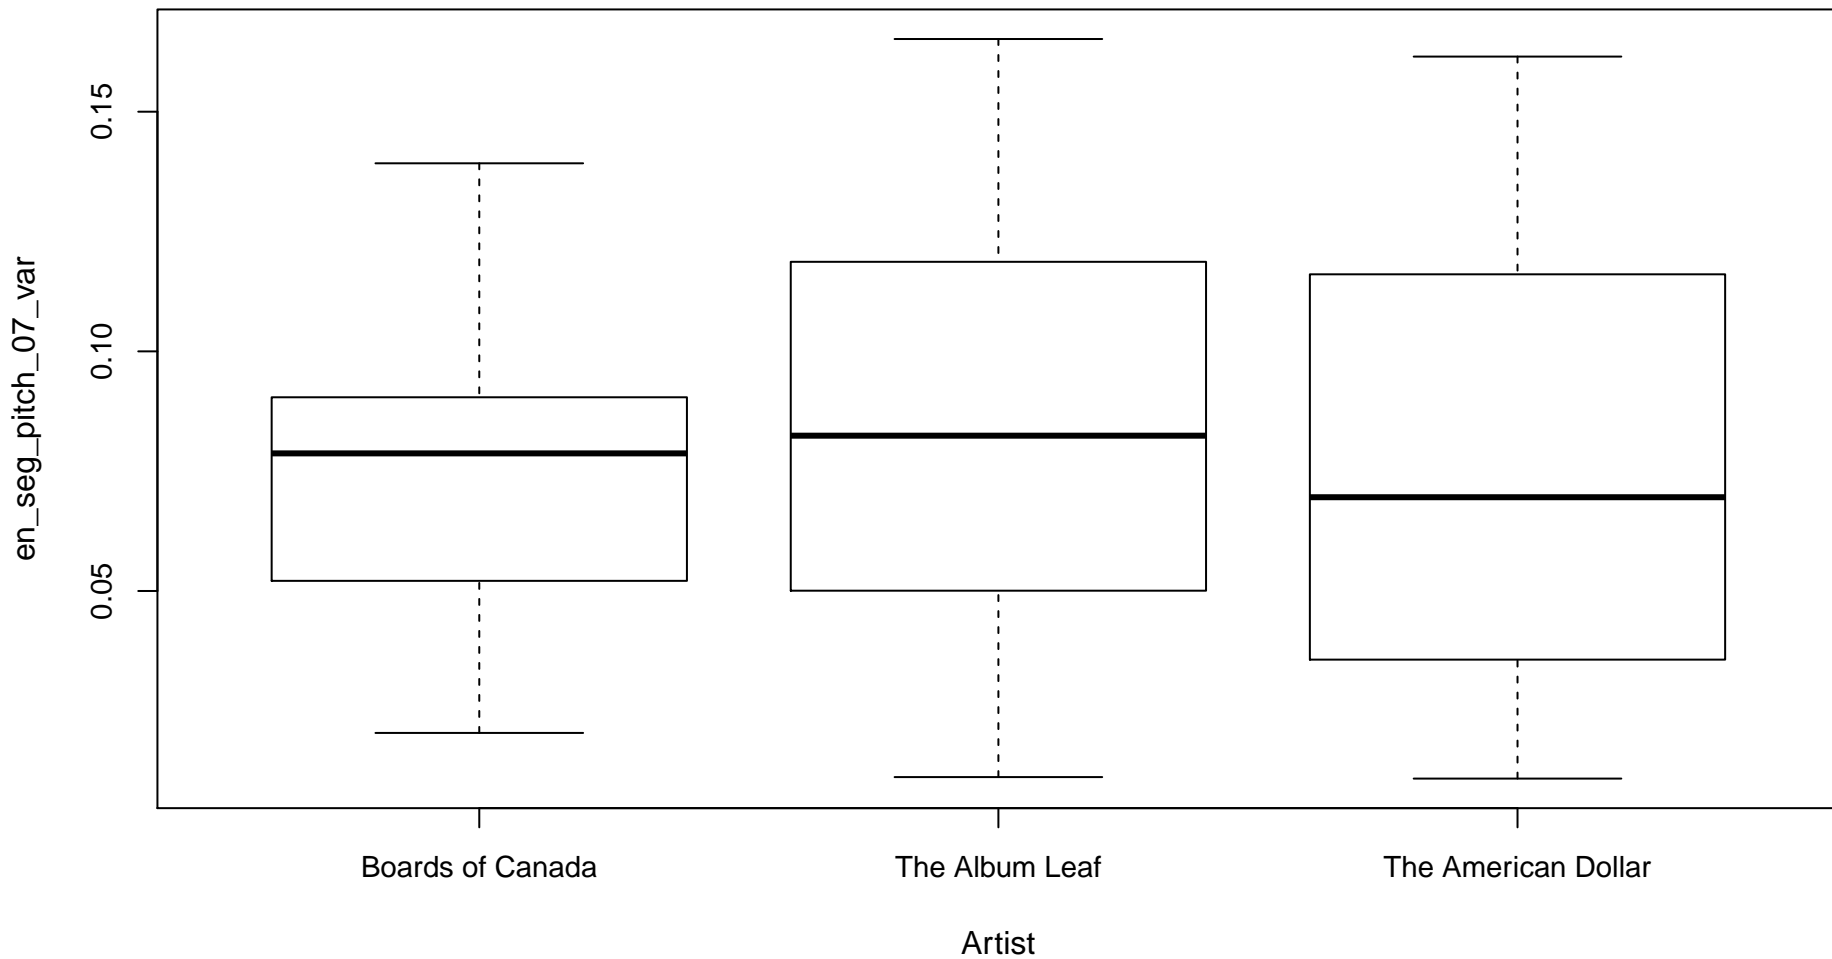 en_seg_pitch_07_var
0.15
0.10
0.05
Boards of Canada
The Album Leaf
The American Dollar
Artist